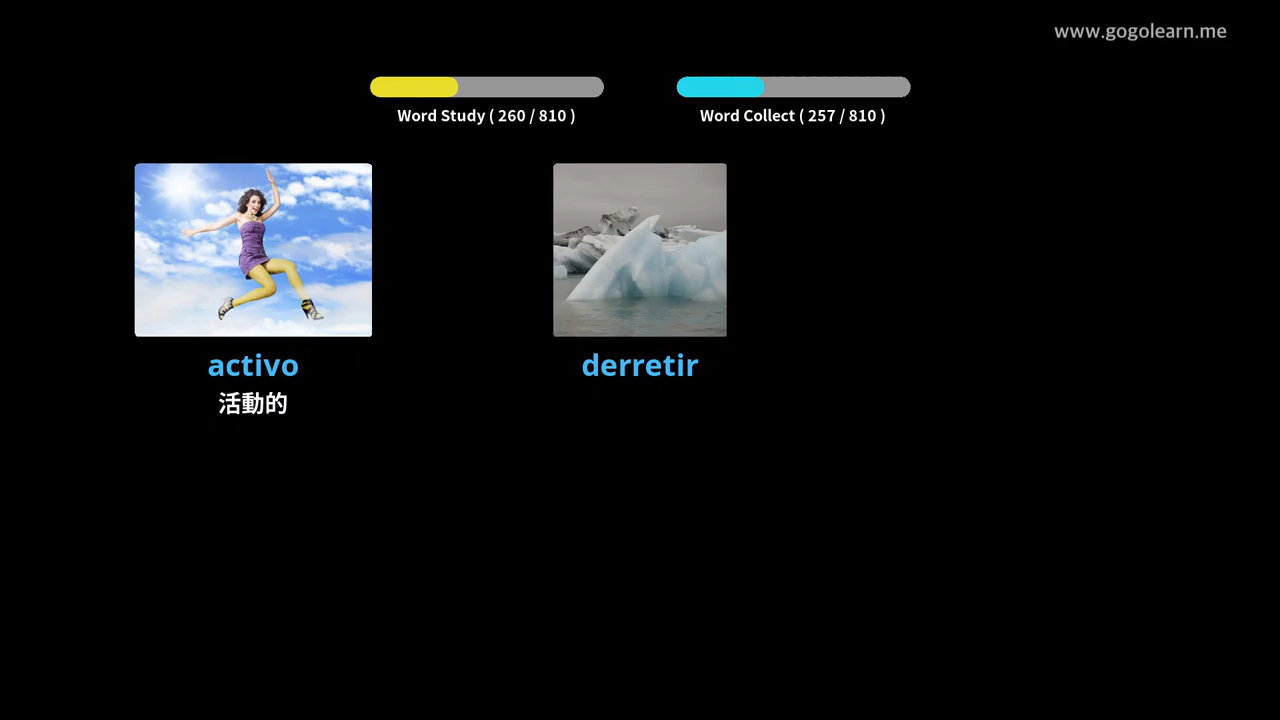 www.gogolearn.me
Word Study ( 260 / 810 )
Word Collect ( 257 / 810 )
activo
活動的
derretir